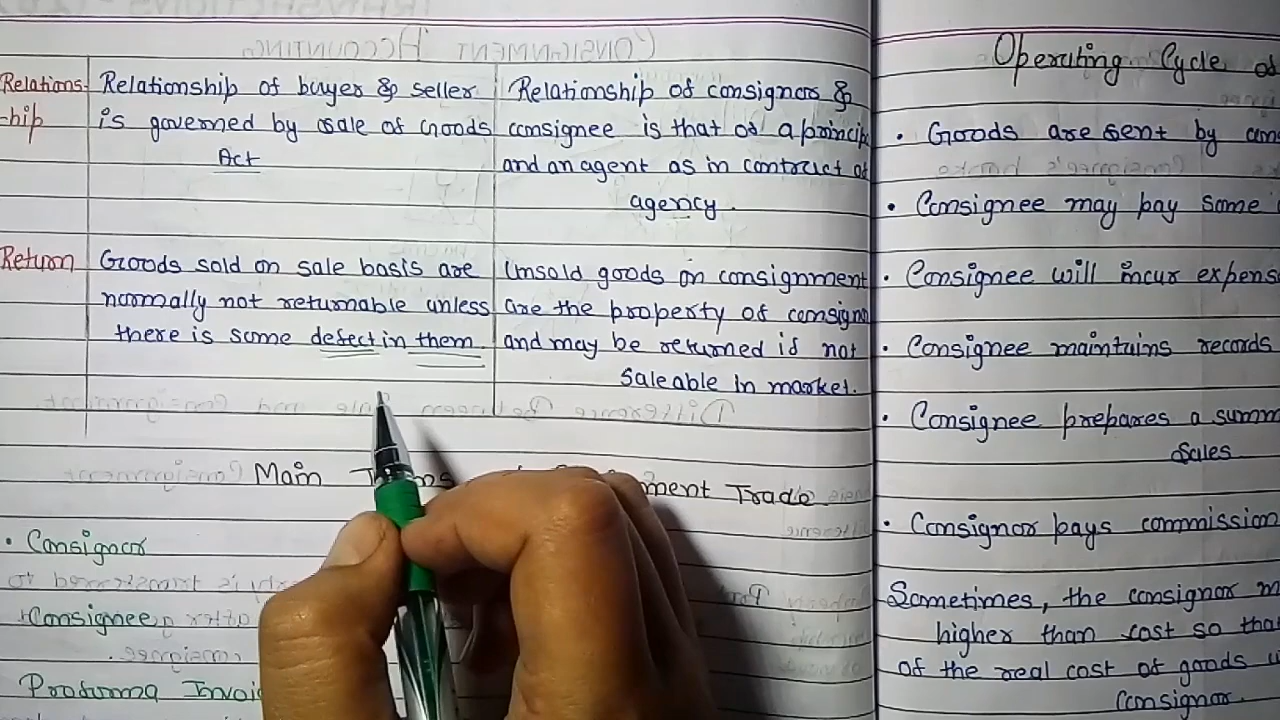 Relations- Relationship of buyer & seller Relationship of consignors &
-hip is governed by sale of Goods consignee is that of a princip
Act and an agent as in contract of
agency.
Return Goods sold on sale basis are Unsold goods on consignment
normally not returnable unless are the property of consigno
there is some defect in them and may be returned is not
Saleable in market.
Main ment Trade
• Consignor
Consignee
Proforma Invoi
Operating Cycle of
• Goods are sent by con
• Consignee may pay some
• Consignee will incur expens
• Consignee maintains records
• Consignee prepares a summ
Sales
• Consignor pays commission
Sometimes, the consignor m
higher than cost so tha
of the real cost of goods
Consignor.